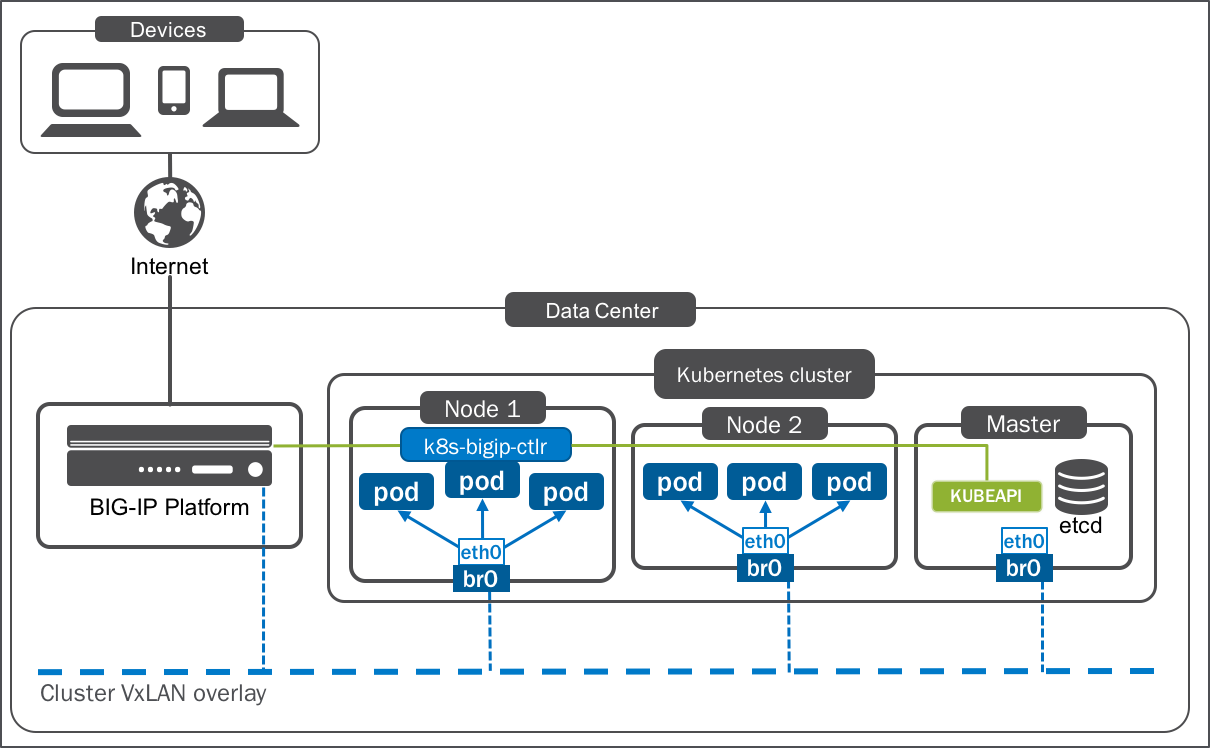 Devices
Internet
Data Center
Kubernetes cluster
Node 1
Node 2
Master
k8s-bigip-ctlr
pod
pod
pod
pod
pod
pod
KUBEAPI
BIG-IP Platform
etcd
eth0
eth0
eth0
br0
br0
br0
Cluster VxLAN overlay